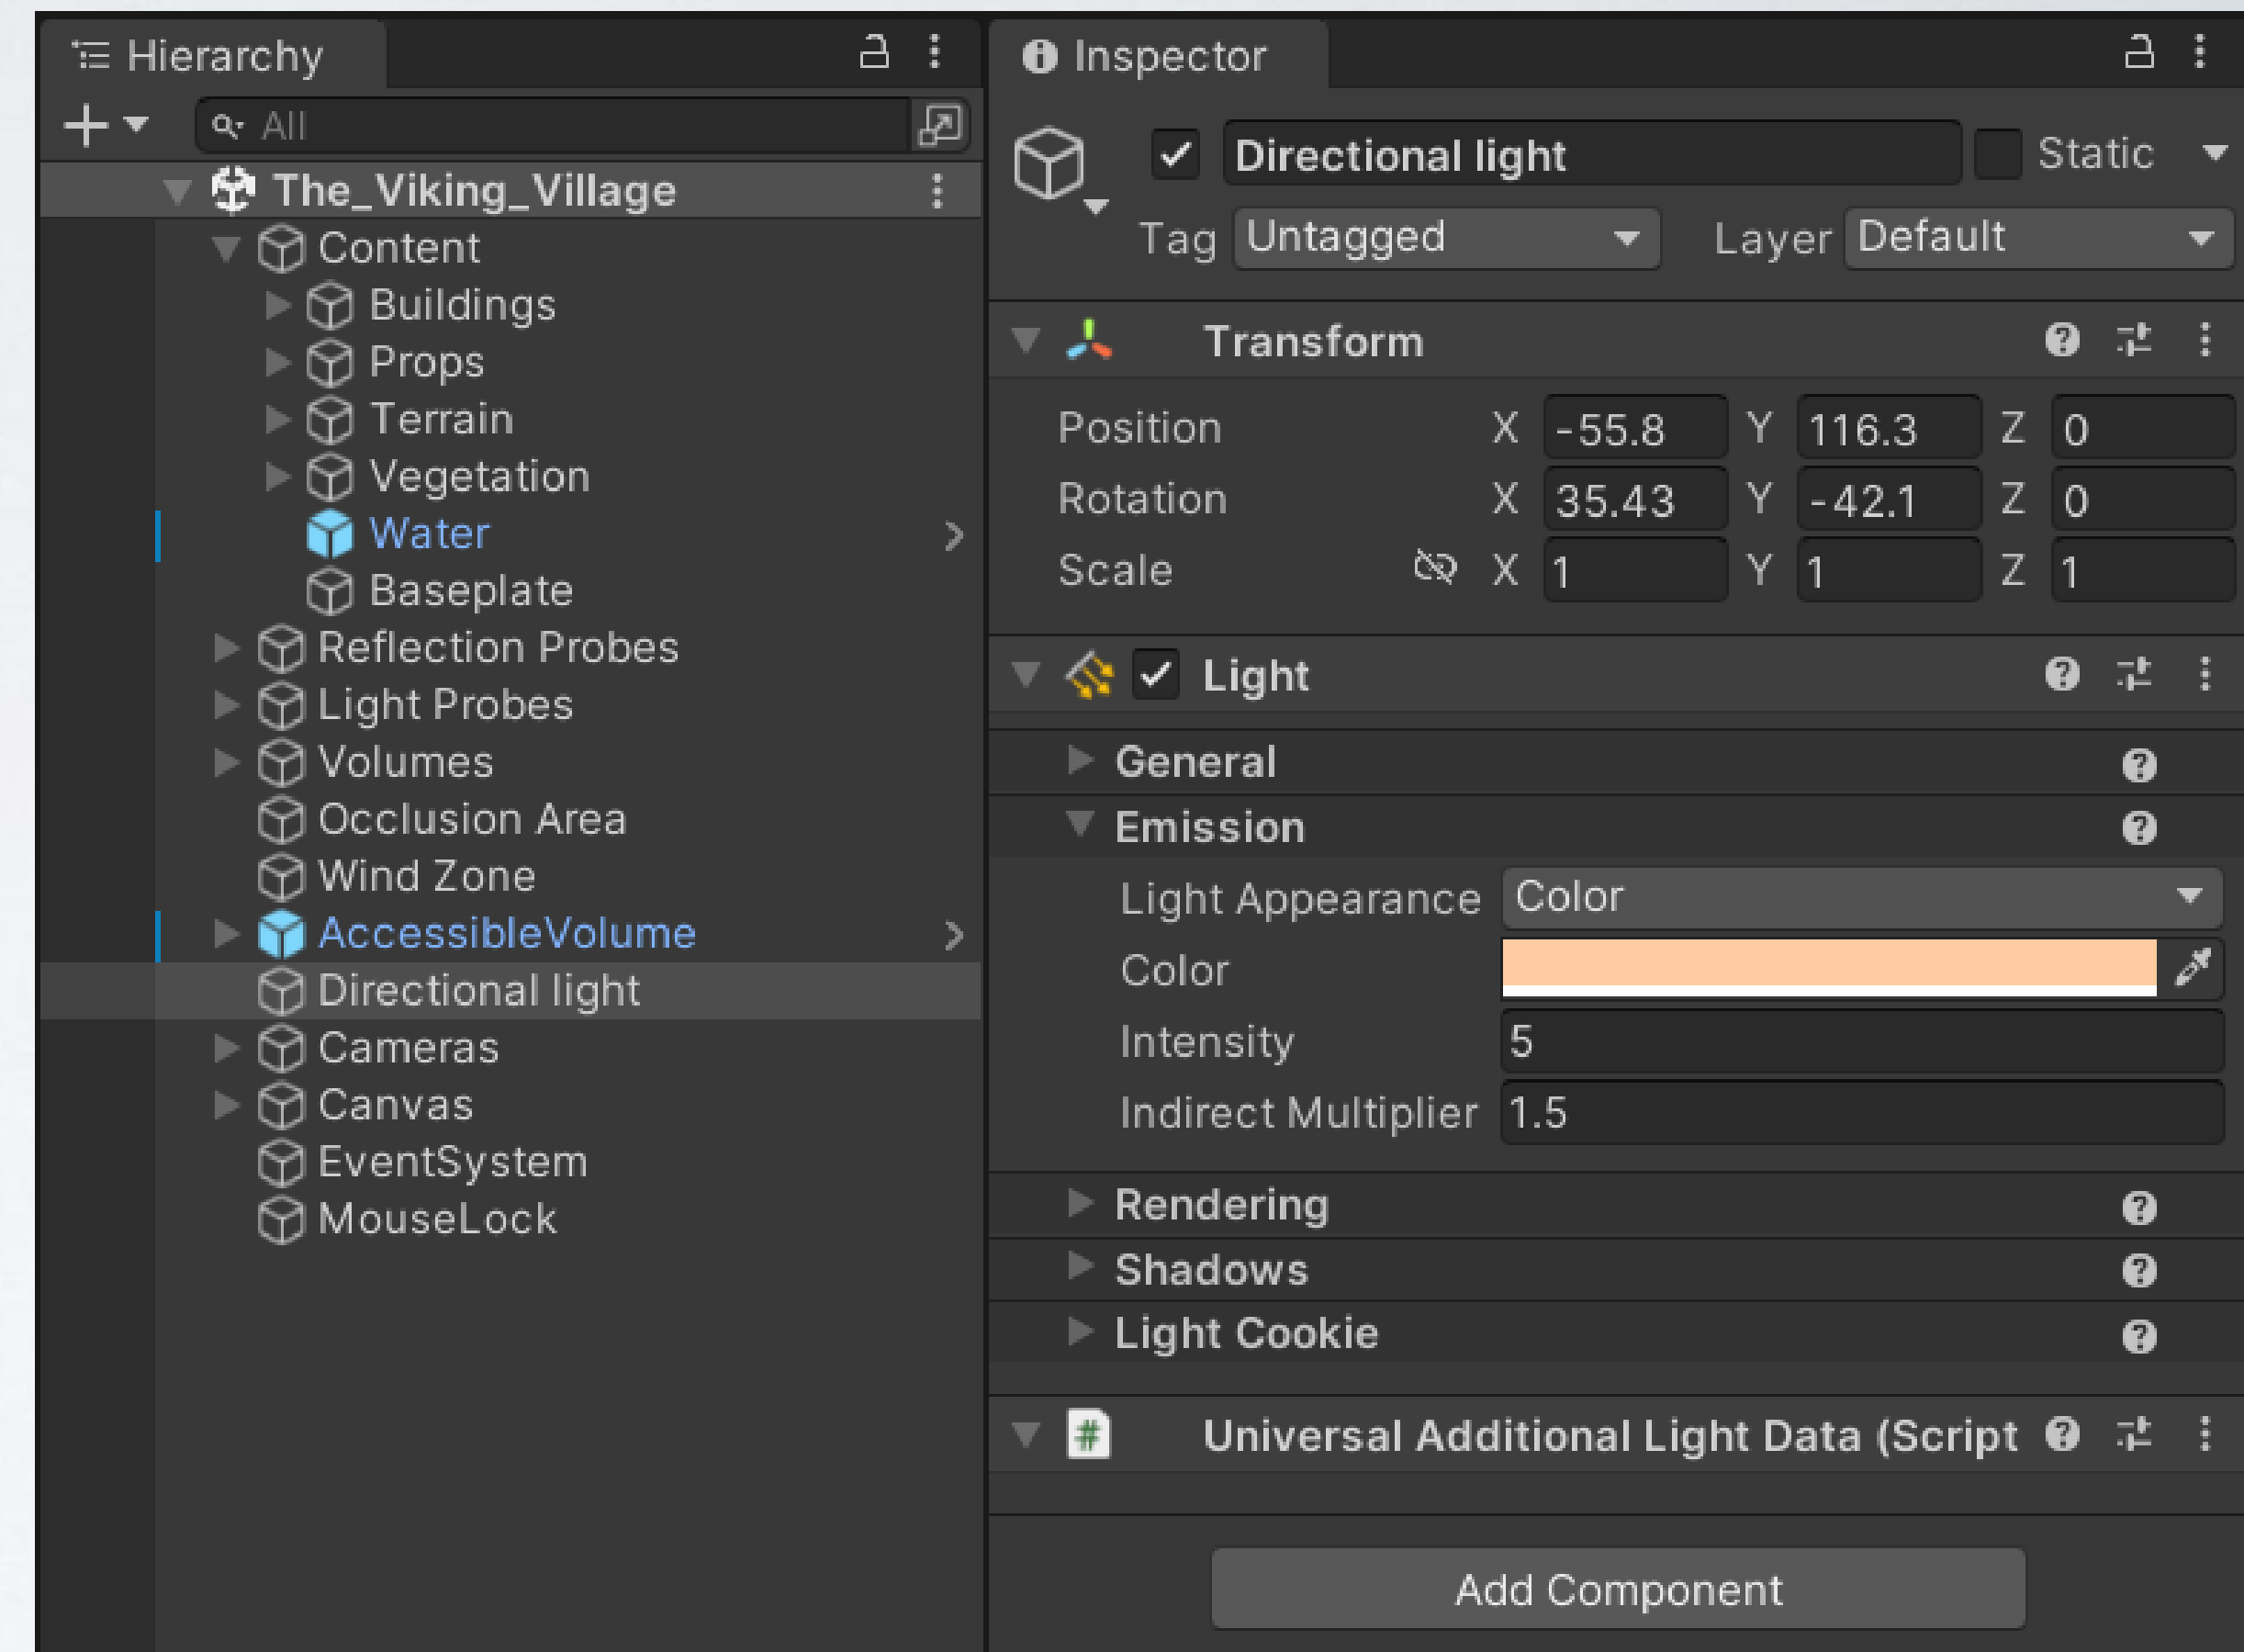 Hierarchy
All
The_Viking_Village
Content
Buildings
Props
Terrain
Vegetation
Water
Baseplate
Reflection Probes
Light Probes
Volumes
Occlusion Area
Wind Zone
AccessibleVolume
Directional light
Cameras
Canvas
EventSystem
MouseLock
Inspector
Directional light Static
Tag Untagged Layer Default
Transform
Position X -55.8 Y 116.3 Z 0
Rotation X 35.43 Y -42.1 Z 0
Scale X 1 Y 1 Z 1
Light
General
Emission
Light Appearance Color
Color
Intensity 5
Indirect Multiplier 1.5
Rendering
Shadows
Light Cookie
# Universal Additional Light Data (Script
Add Component